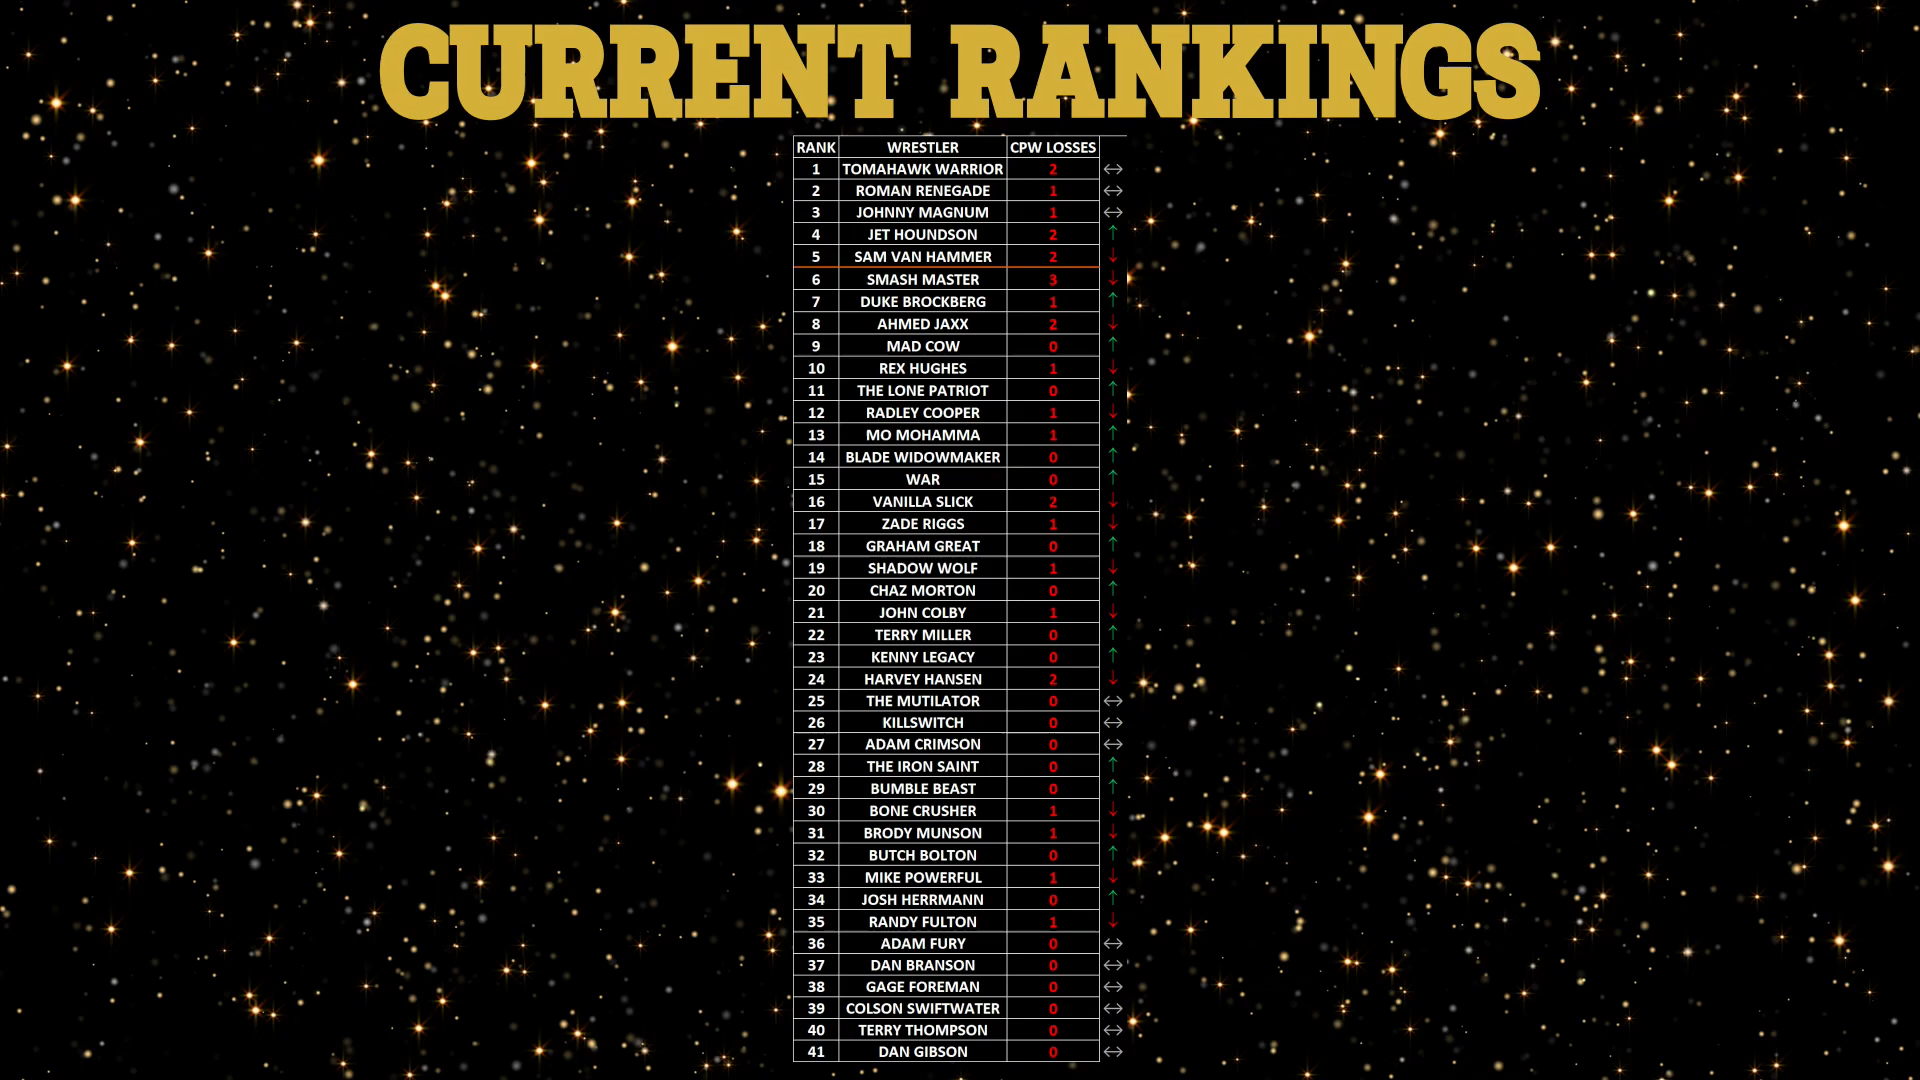 CURRENT RANKINGS
RANK WRESTLER CPW LOSSES
1 TOMAHAWK WARRIOR 2 ↔
2 ROMAN RENEGADE 1 ↔
3 JOHNNY MAGNUM 1 ↔
4 JET HOUNDSON 2 ↑
5 SAM VAN HAMMER 2 ↓
6 SMASH MASTER 3 ↓
7 DUKE BROCKBERG 1 ↑
8 AHMED JAXX 2 ↓
9 MAD COW 0 ↑
10 REX HUGHES 1 ↓
11 THE LONE PATRIOT 0 ↑
12 RADLEY COOPER 1 ↓
13 MO MOHAMMA 1 ↑
14 BLADE WIDOWMAKER 0 ↑
15 WAR 0 ↑
16 VANILLA SLICK 2 ↓
17 ZADE RIGGS 1 ↓
18 GRAHAM GREAT 0 ↑
19 SHADOW WOLF 1 ↓
20 CHAZ MORTON 0 ↑
21 JOHN COLBY 1 ↓
22 TERRY MILLER 0 ↑
23 KENNY LEGACY 0 ↑
24 HARVEY HANSEN 2 ↓
25 THE MUTILATOR 0 ↔
26 KILLSWITCH 0 ↔
27 ADAM CRIMSON 0 ↔
28 THE IRON SAINT 0 ↑
29 BUMBLE BEAST 0 ↑
30 BONE CRUSHER 1 ↓
31 BRODY MUNSON 1 ↓
32 BUTCH BOLTON 0 ↑
33 MIKE POWERFUL 1 ↓
34 JOSH HERRMANN 0 ↑
35 RANDY FULTON 1 ↓
36 ADAM FURY 0 ↔
37 DAN BRANSON 0 ↔
38 GAGE FOREMAN 0 ↔
39 COLSON SWIFTWATER 0 ↔
40 TERRY THOMPSON 0 ↔
41 DAN GIBSON 0 ↔